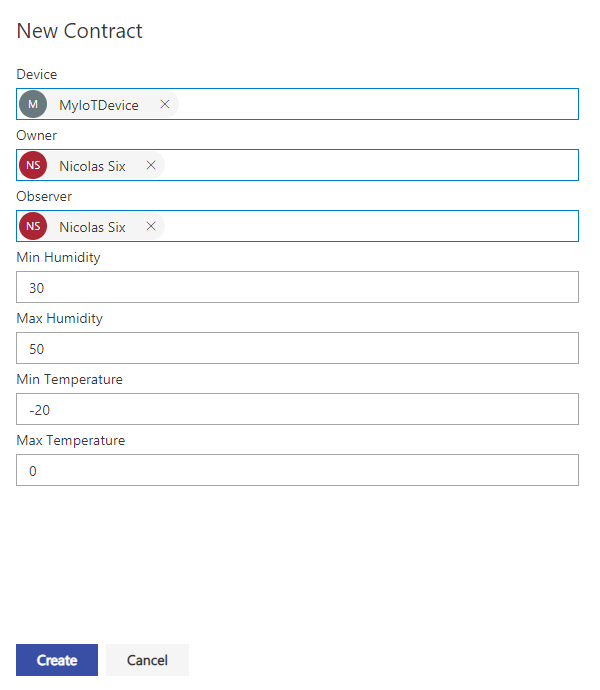 New Contract
Device
M MyIoTDevice
Owner
NS Nicolas Six
Observer
NS Nicolas Six
Min Humidity
30
Max Humidity
50
Min Temperature
-20
Max Temperature
0
Create Cancel